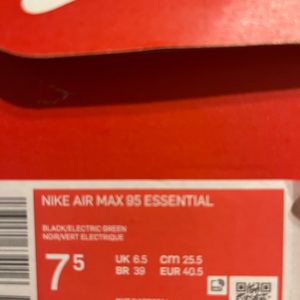 NIKE AIR MAX 95 ESSENTIAL
BLACK/ELECTRIC GREEN
NOIR/VERT ELECTRIQUE
7 5
UK 6.5 cm 25.5
BR 39 EUR 40.5